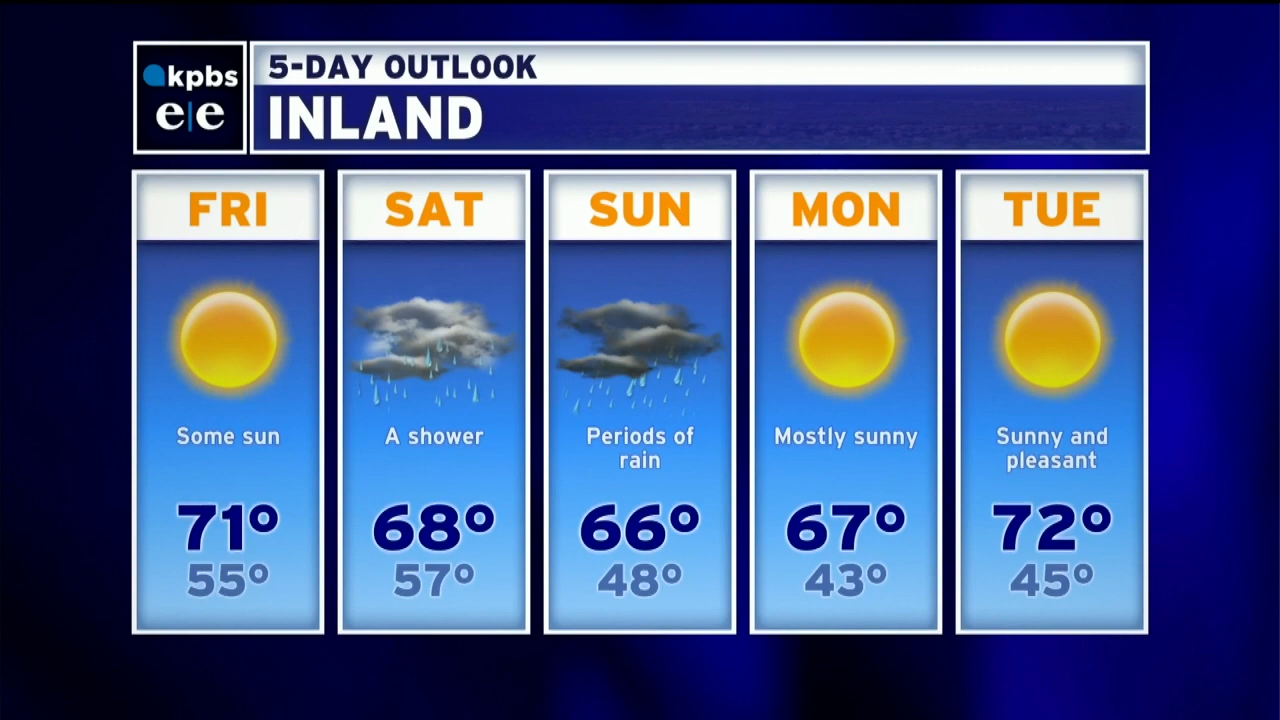 kpbs
e|e
5-DAY OUTLOOK
INLAND
FRI
Some sun
71°
55°
SAT
A shower
68°
57°
SUN
Periods of
rain
66°
48°
MON
Mostly sunny
67°
43°
TUE
Sunny and
pleasant
72°
45°